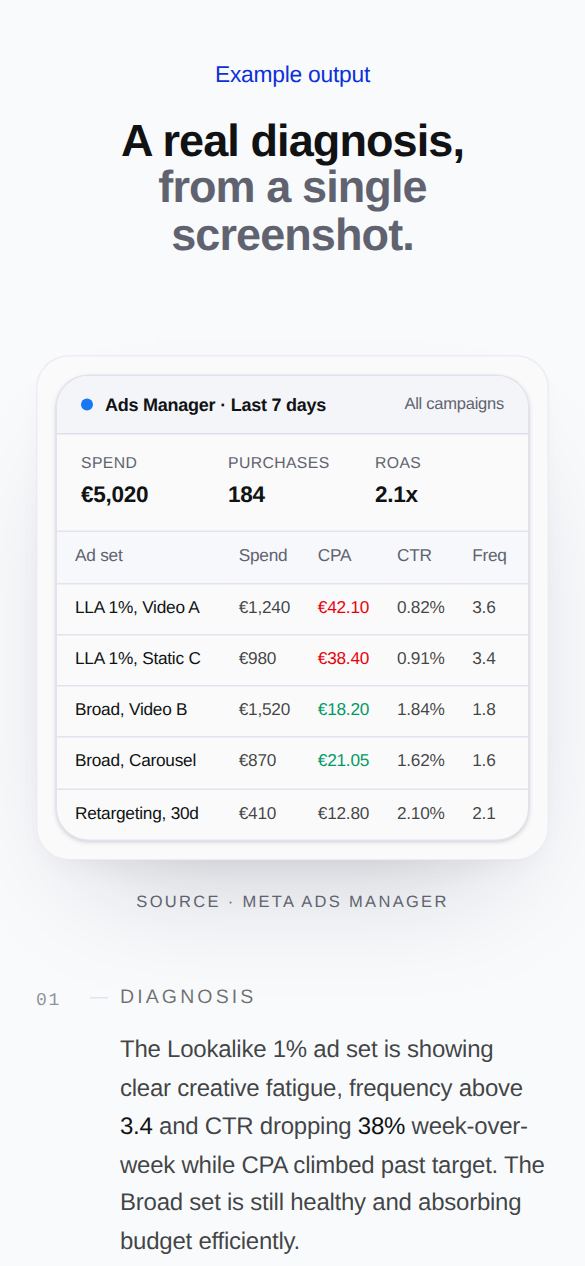 Example output
A real diagnosis,
from a single
screenshot.
Ads Manager · Last 7 days All campaigns
SPEND PURCHASES ROAS
€5,020 184 2.1x
Ad set Spend CPA CTR Freq
LLA 1%, Video A €1,240 €42.10 0.82% 3.6
LLA 1%, Static C €980 €38.40 0.91% 3.4
Broad, Video B €1,520 €18.20 1.84% 1.8
Broad, Carousel €870 €21.05 1.62% 1.6
Retargeting, 30d €410 €12.80 2.10% 2.1
SOURCE · META ADS MANAGER
01 — DIAGNOSIS
The Lookalike 1% ad set is showing
clear creative fatigue, frequency above
3.4 and CTR dropping 38% week-over-
week while CPA climbed past target. The
Broad set is still healthy and absorbing
budget efficiently.